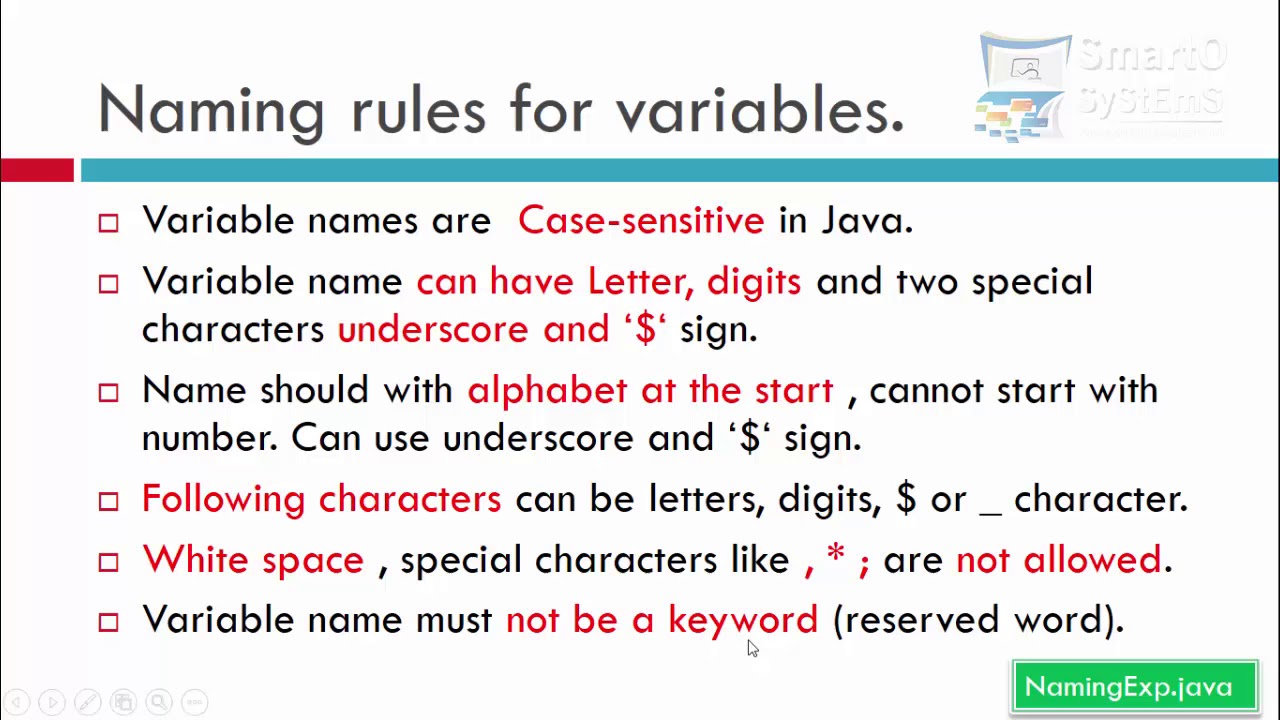 SmartO
SyStEmS
Naming rules for variables.
Variable names are Case-sensitive in Java.
Variable name can have Letter, digits and two special
characters underscore and ‘$‘ sign.
Name should with alphabet at the start , cannot start with
number. Can use underscore and ‘$‘ sign.
Following characters can be letters, digits, $ or _ character.
White space , special characters like , * ; are not allowed.
Variable name must not be a keyword (reserved word).
NamingExp.java